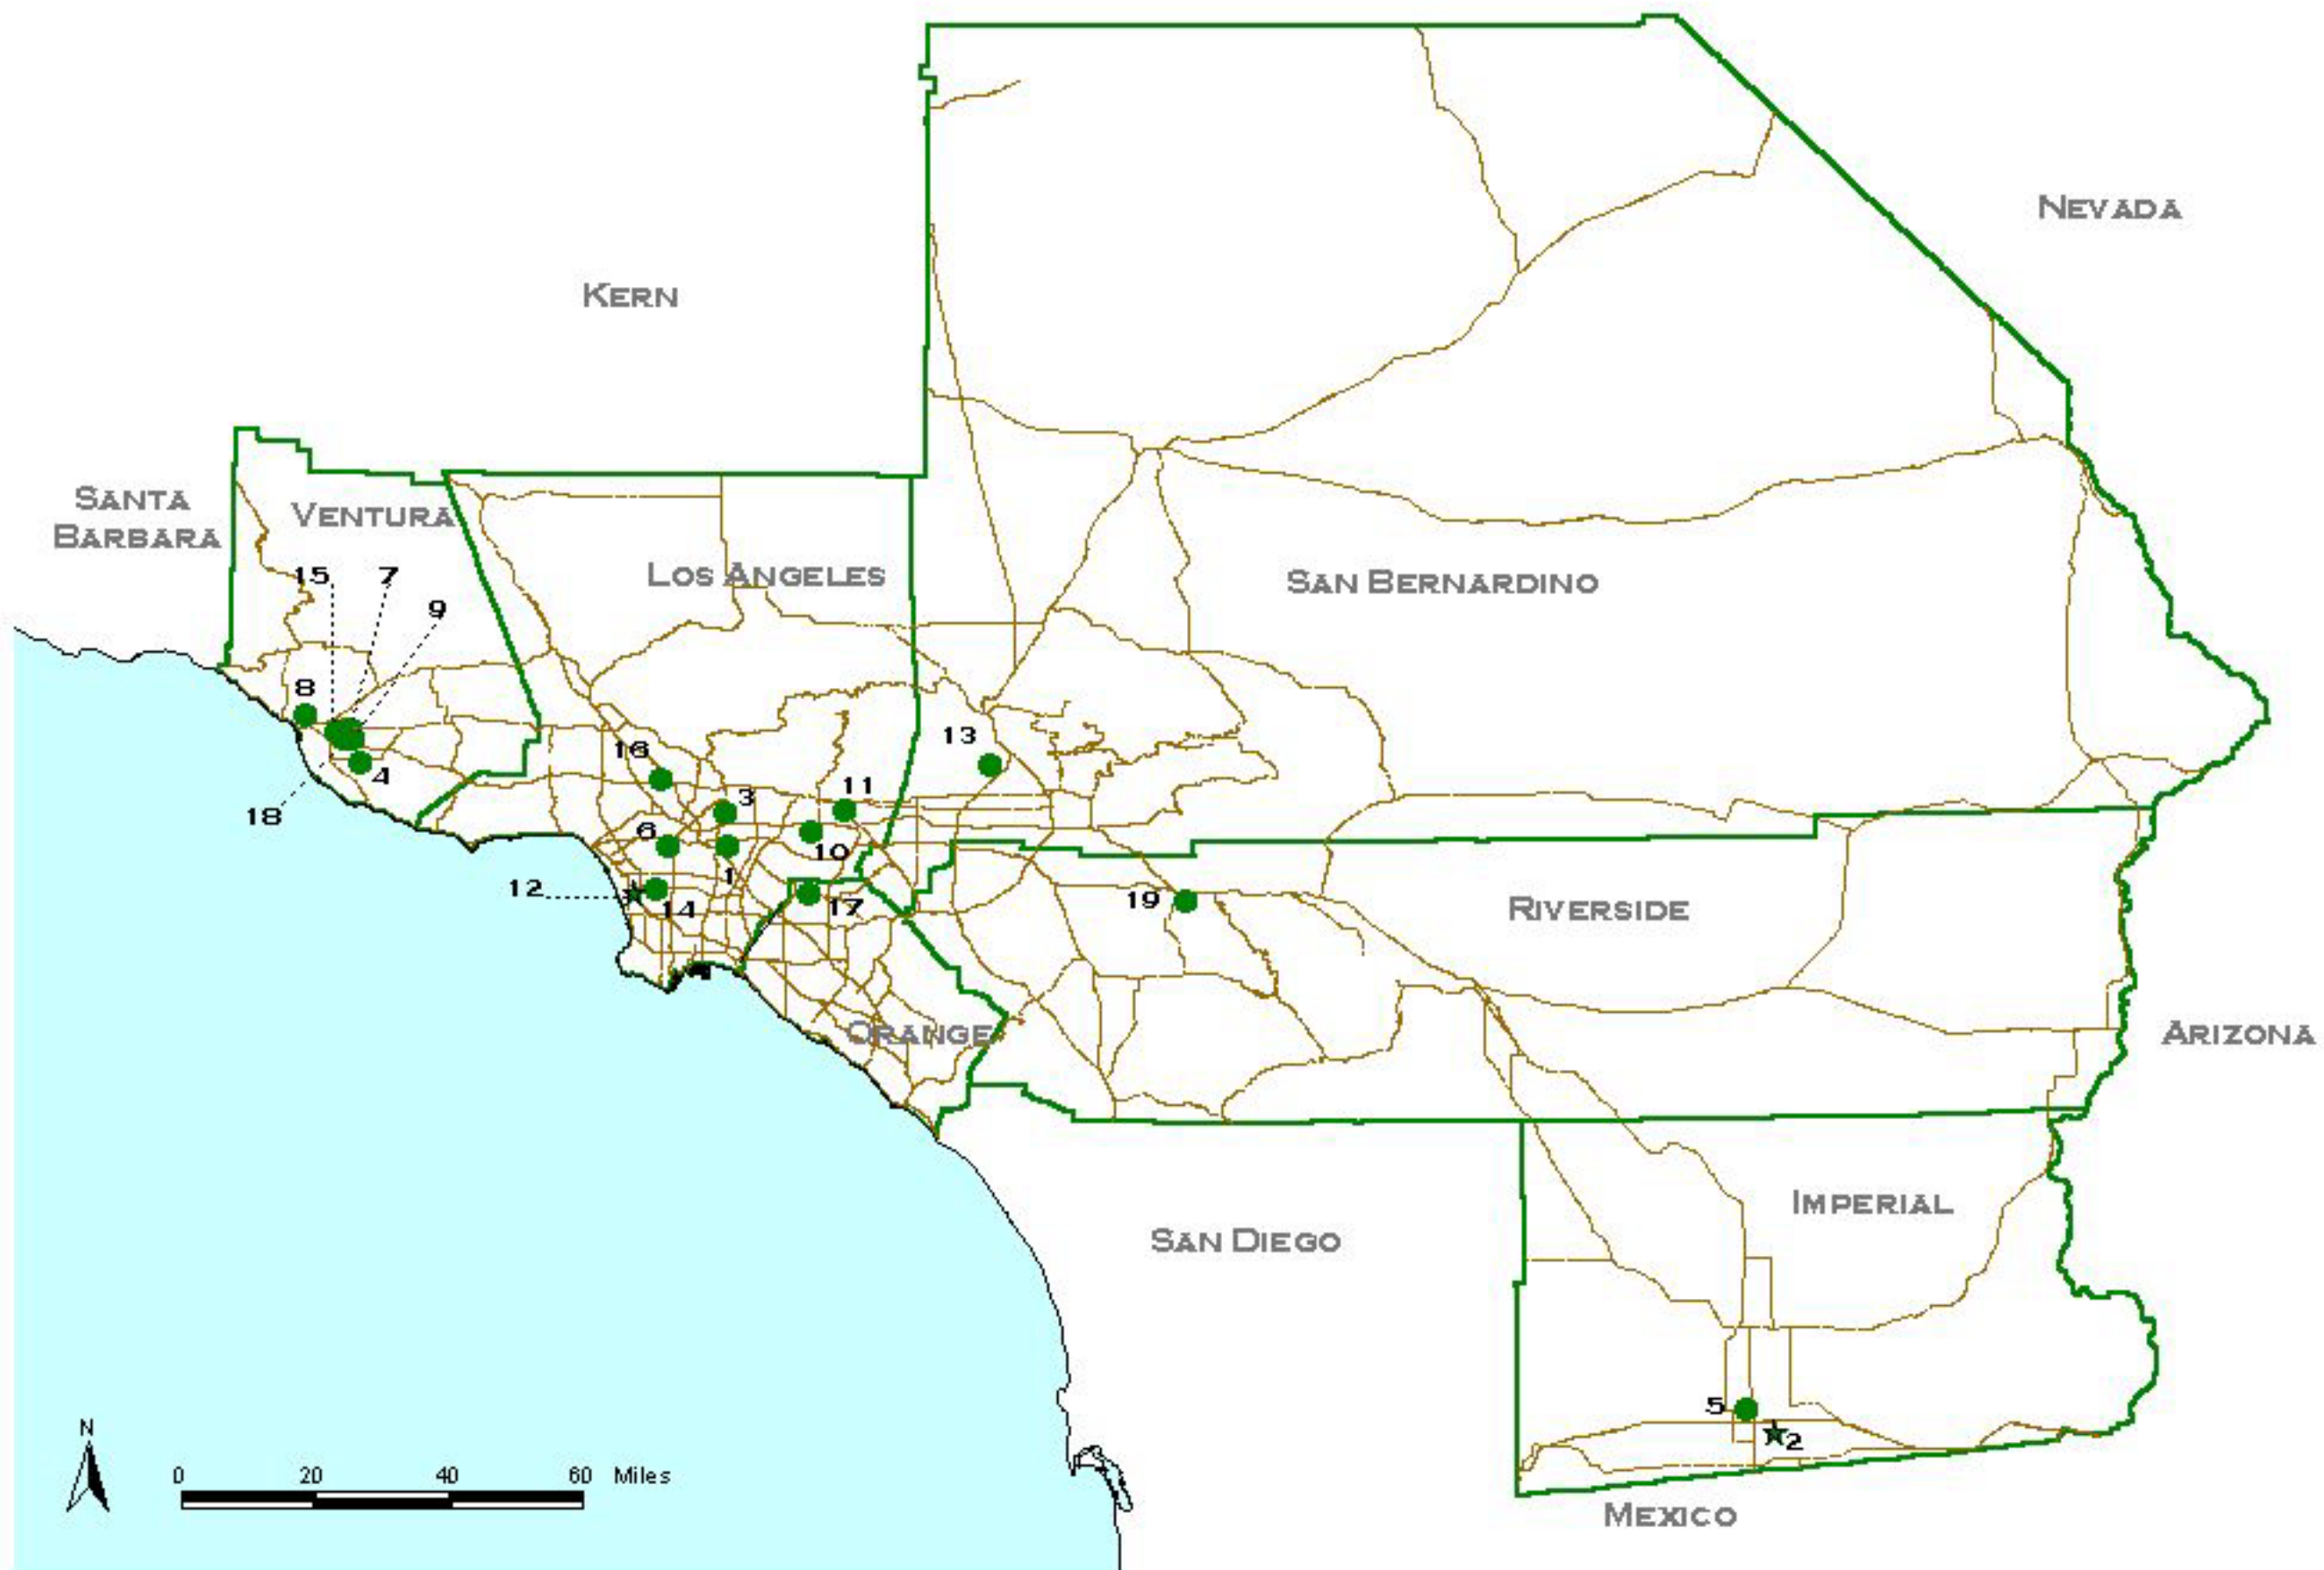 NEVADA
KERN
SANTA
BARBARA
VENTURA
LOS ANGELES
SAN BERNARDINO
15
7
9
8
16
13
4
3
11
18
6
10
12
1
14
17
19
RIVERSIDE
ORANGE
ARIZONA
IMPERIAL
SAN DIEGO
5
2
N
0 20 40 60 Miles
MEXICO